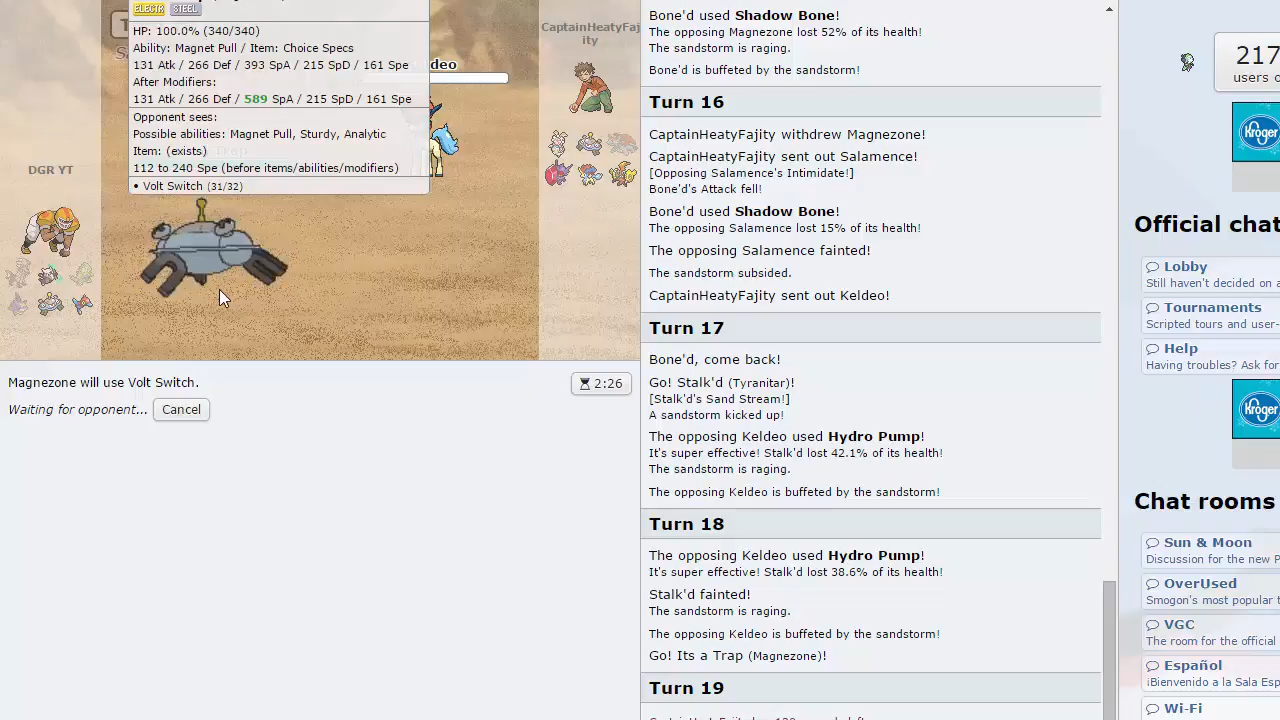 ELECTR STEEL
HP: 100.0% (340/340)
Ability: Magnet Pull / Item: Choice Specs
131 Atk / 266 Def / 393 SpA / 215 SpD / 161 Spe
After Modifiers:
131 Atk / 266 Def / 589 SpA / 215 SpD / 161 Spe
Opponent sees:
Possible abilities: Magnet Pull, Sturdy, Analytic
Item: (exists)
112 to 240 Spe (before items/abilities/modifiers)
• Volt Switch (31/32)
deo
DGR YT
CaptainHeatyFaj
ity
Magnezone will use Volt Switch.
2:26
Waiting for opponent...
Cancel
Bone'd used Shadow Bone!
The opposing Magnezone lost 52% of its health!
The sandstorm is raging.
Bone'd is buffeted by the sandstorm!
Turn 16
CaptainHeatyFajity withdrew Magnezone!
CaptainHeatyFajity sent out Salamence!
[Opposing Salamence's Intimidate!]
Bone'd's Attack fell!
Bone'd used Shadow Bone!
The opposing Salamence lost 15% of its health!
The opposing Salamence fainted!
The sandstorm subsided.
CaptainHeatyFajity sent out Keldeo!
Turn 17
Bone'd, come back!
Go! Stalk'd (Tyranitar)!
[Stalk'd's Sand Stream!]
A sandstorm kicked up!
The opposing Keldeo used Hydro Pump!
It's super effective! Stalk'd lost 42.1% of its health!
The sandstorm is raging.
The opposing Keldeo is buffeted by the sandstorm!
Turn 18
The opposing Keldeo used Hydro Pump!
It's super effective! Stalk'd lost 38.6% of its health!
Stalk'd fainted!
The sandstorm is raging.
The opposing Keldeo is buffeted by the sandstorm!
Go! Its a Trap (Magnezone)!
Turn 19
217
users o
Kroger
Official chat
Lobby
Still haven't decided on a
Tournaments
Scripted tours and user-
Help
Having troubles? Ask for
Kroger
Chat rooms
Sun & Moon
Discussion for the new P
OverUsed
Smogon's most popular t
VGC
The room for the official
Español
¡Bienvenido a la Sala Esp
Wi-Fi